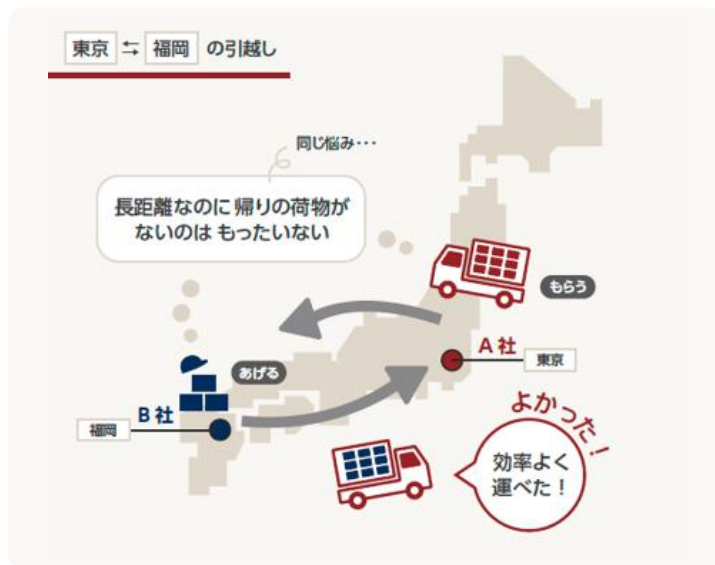 東京 ⇆ 福岡 の引越し
同じ悩み･･･
長距離なのに 帰りの荷物が
ないのは もったいない
もらう
A社
東京
あげる
B社
福岡
よかった！
効率よく
運べた！